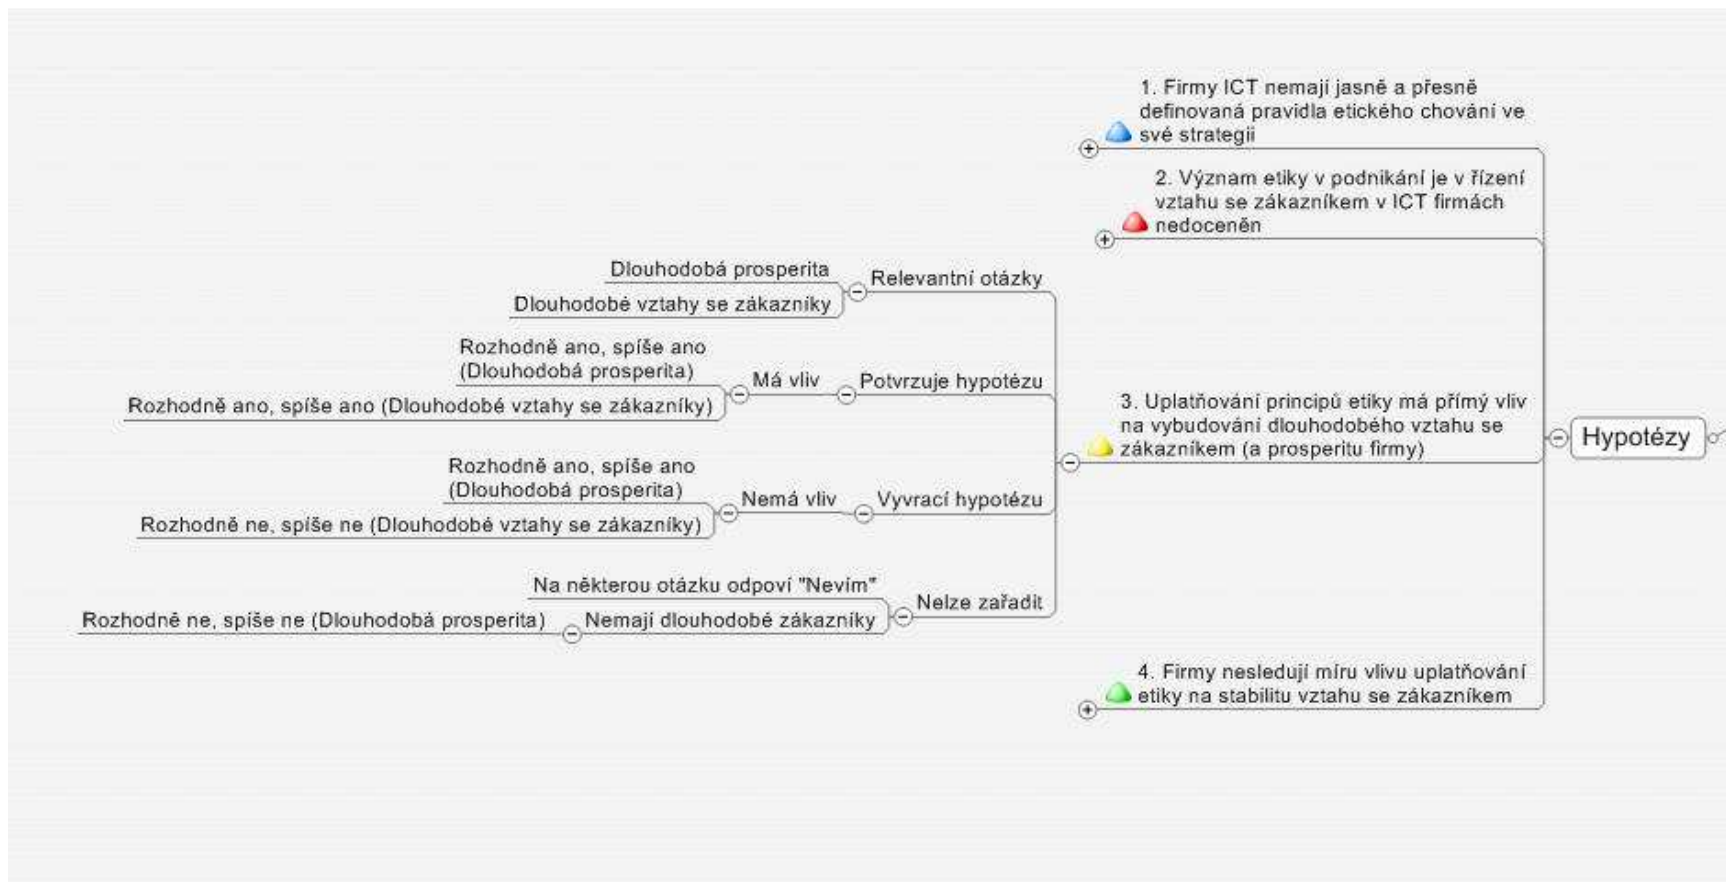 1. Firmy ICT nemají jasně a přesně
definovaná pravidla etického chování ve
své strategii
2. Význam etiky v podnikání je v řízení
vztahu se zákazníkem v ICT firmách
nedoceněn
Dlouhodobá prosperita
Relevantní otázky
Dlouhodobé vztahy se zákazníky
Rozhodně ano, spíše ano
(Dlouhodobá prosperita)
Má vliv
Potvrzuje hypotézu
Rozhodně ano, spíše ano (Dlouhodobé vztahy se zákazníky)
3. Uplatňování principů etiky má přímý vliv
na vybudování dlouhodobého vztahu se
zákazníkem (a prosperitu firmy)
Hypotézy
Rozhodně ano, spíše ano
(Dlouhodobá prosperita)
Nemá vliv
Vyvrací hypotézu
Rozhodně ne, spíše ne (Dlouhodobé vztahy se zákazníky)
Na některou otázku odpoví "Nevím"
Nelze zařadit
Rozhodně ne, spíše ne (Dlouhodobá prosperita)
Nemají dlouhodobé zákazníky
4. Firmy nesledují míru vlivu uplatňování
etiky na stabilitu vztahu se zákazníkem